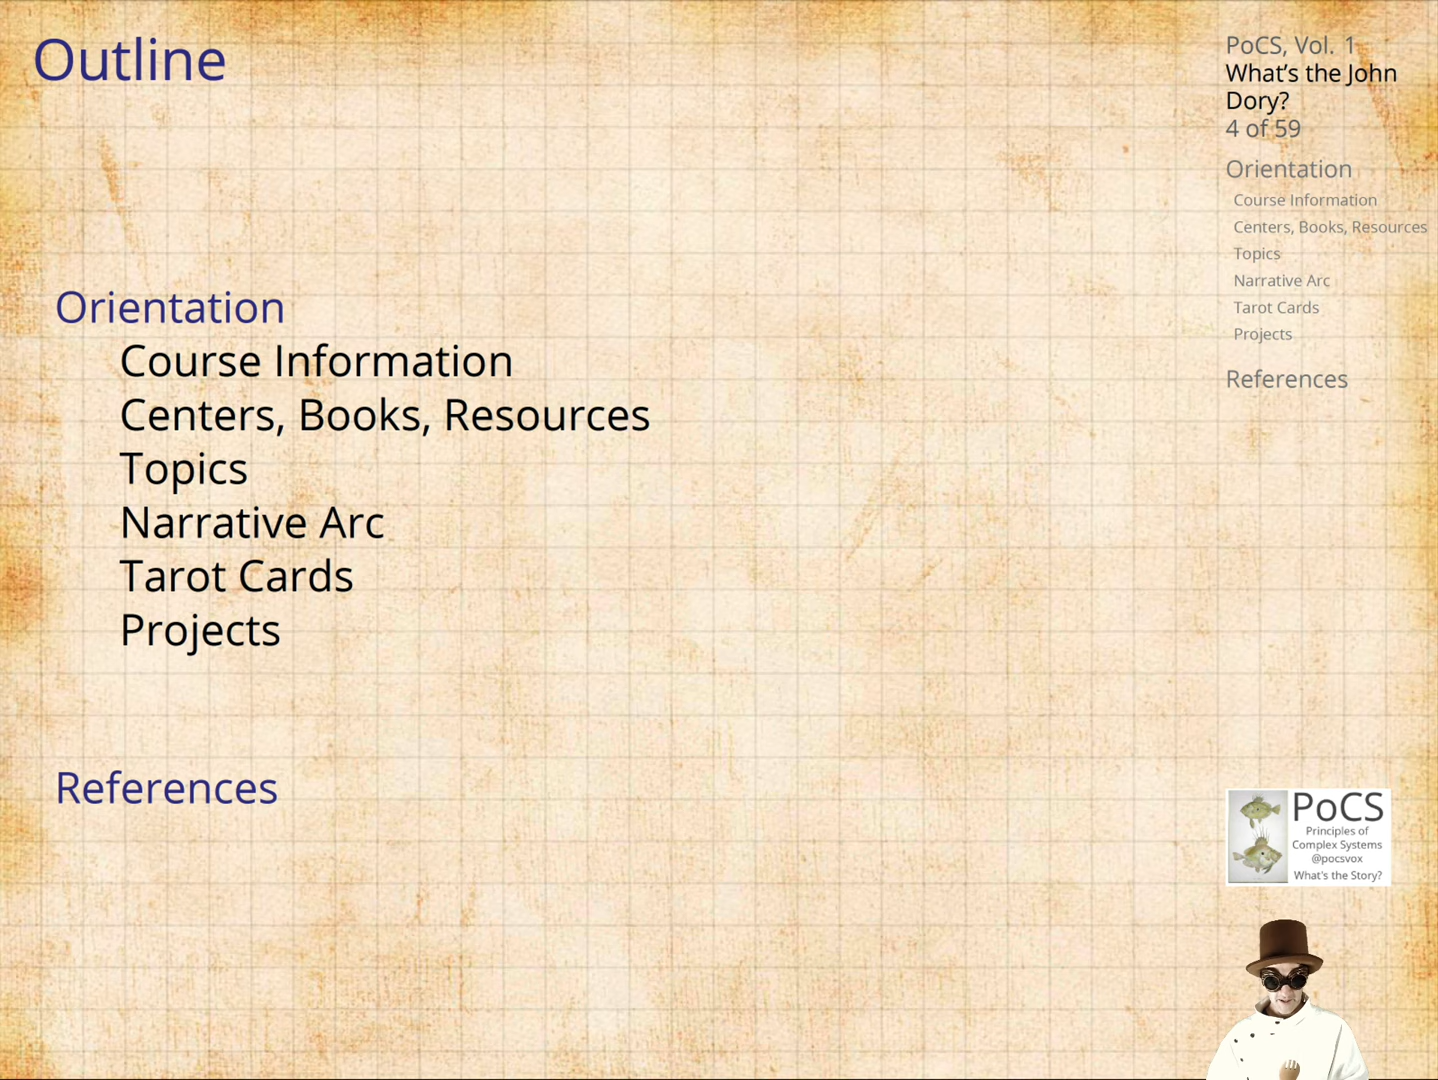 Outline
Orientation
Course Information
Centers, Books, Resources
Topics
Narrative Arc
Tarot Cards
Projects
References
PoCS, Vol. 1
What's the John
Dory?
4 of 59
Orientation
Course Information
Centers, Books, Resources
Topics
Narrative Arc
Tarot Cards
Projects
References
PoCS
Principles of
Complex Systems
@pocsvox
What's the Story?